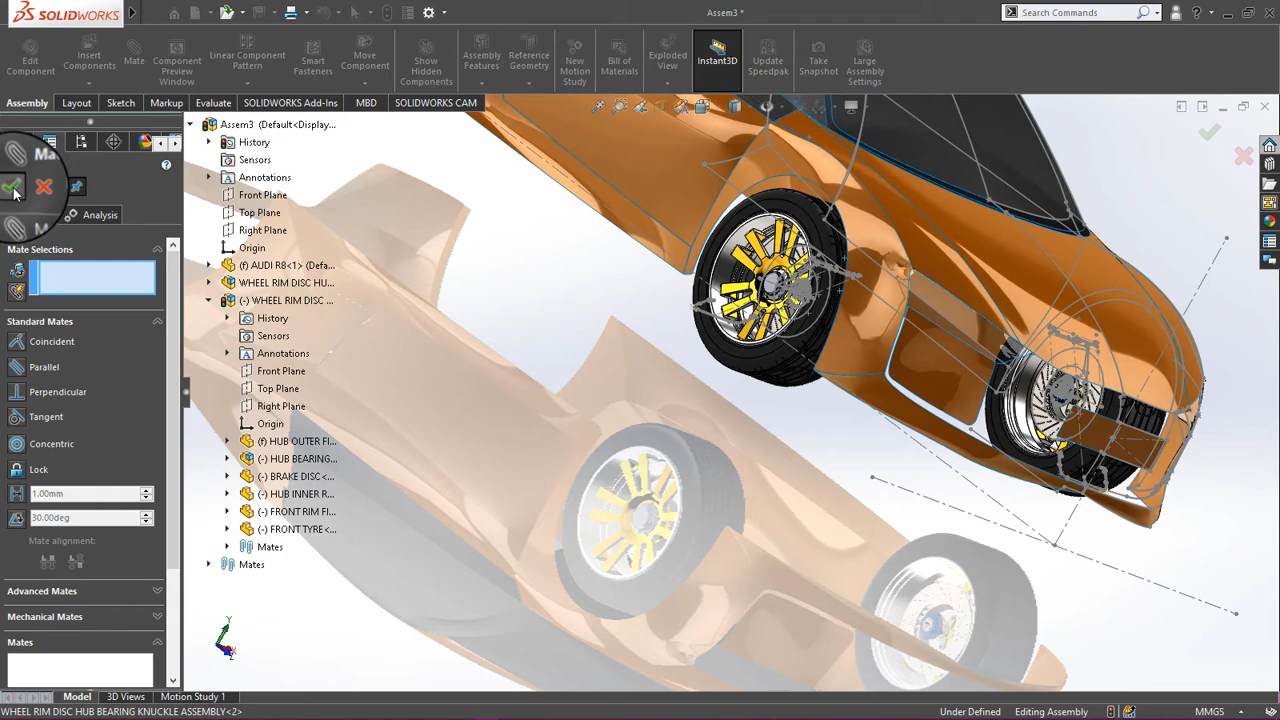 SOLIDWORKS
Assem3 *
Search Commands
Edit Component
Insert Components
Mate
Component Preview Window
Linear Component Pattern
Smart Fasteners
Move Component
Show Hidden Components
Assembly Features
Reference Geometry
New Motion Study
Bill of Materials
Exploded View
Instant3D
Update Speedpak
Take Snapshot
Large Assembly Settings
Assembly
Layout
Sketch
Markup
Evaluate
SOLIDWORKS Add-Ins
MBD
SOLIDWORKS CAM
Ma
M
Analysis
Mate Selections
Standard Mates
Coincident
Parallel
Perpendicular
Tangent
Concentric
Lock
1.00mm
30.00deg
Mate alignment:
Advanced Mates
Mechanical Mates
Mates
Assem3 (Default<Display...
History
Sensors
Annotations
Front Plane
Top Plane
Right Plane
Origin
(f) AUDI R8<1> (Defa...
WHEEL RIM DISC HU...
(-) WHEEL RIM DISC ...
History
Sensors
Annotations
Front Plane
Top Plane
Right Plane
Origin
(f) HUB OUTER FI...
(-) HUB BEARING...
(-) BRAKE DISC <...
(-) HUB INNER R...
(-) FRONT RIM FI...
(-) FRONT TYRE <...
Mates
Mates
Y
Model
3D Views
Motion Study 1
WHEEL RIM DISC HUB BEARING KNUCKLE ASSEMBLY<2>
Under Defined
Editing Assembly
MMGS